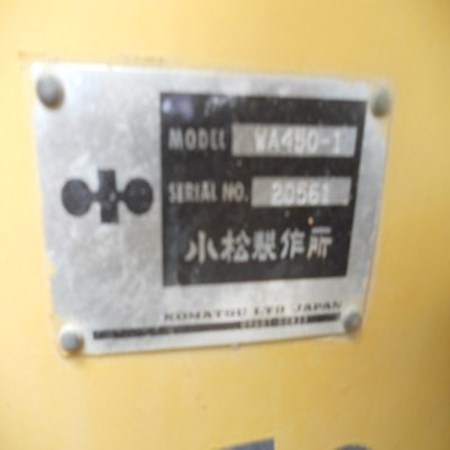 MODEL WA450-1
SERIAL NO. 20561
小松製作所
KOMATSU LTD JAPAN